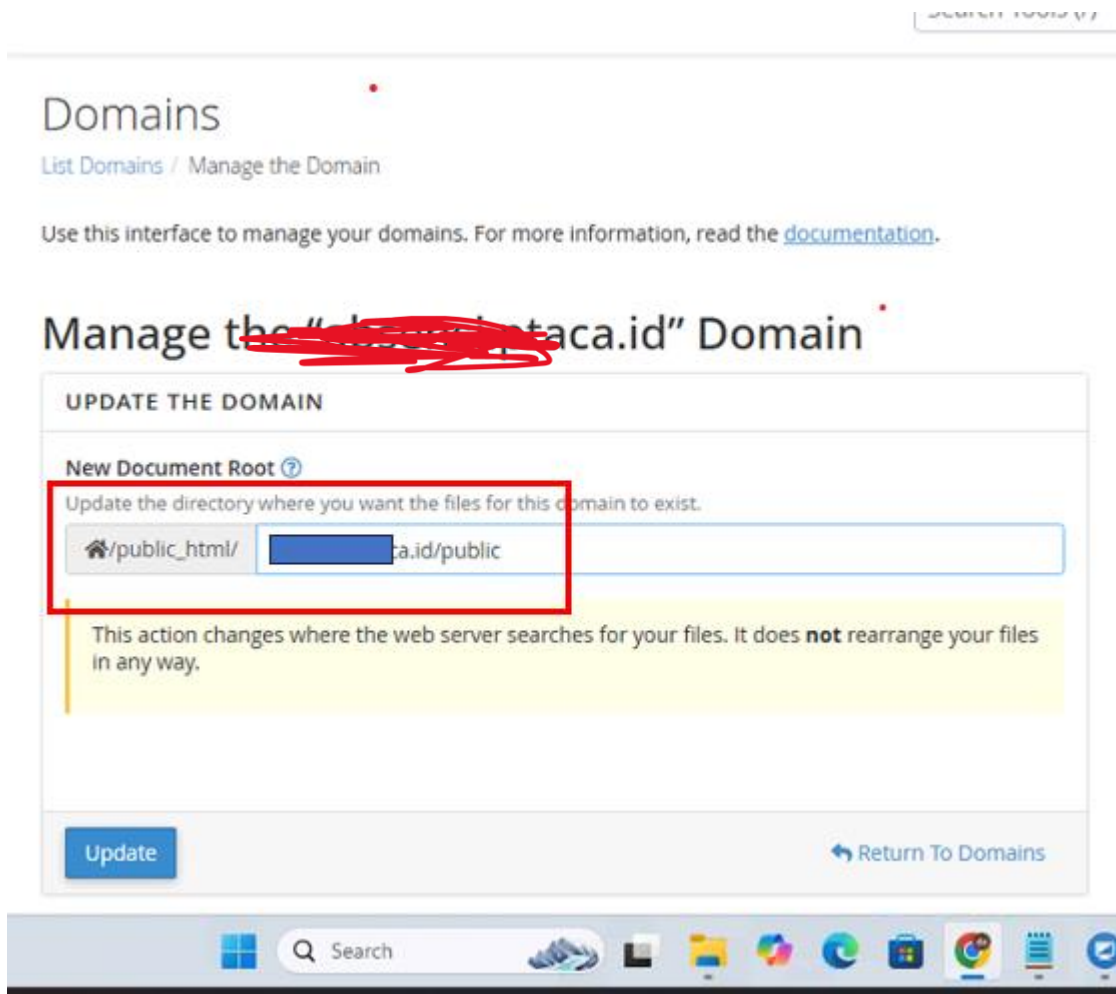 Domains
List Domains / Manage the Domain
Use this interface to manage your domains. For more information, read the documentation.
Manage the aca.id” Domain
UPDATE THE DOMAIN
New Document Root
Update the directory where you want the files for this domain to exist.
/public_html/ ca.id/public
This action changes where the web server searches for your files. It does not rearrange your files
in any way.
Update
Return To Domains
Search